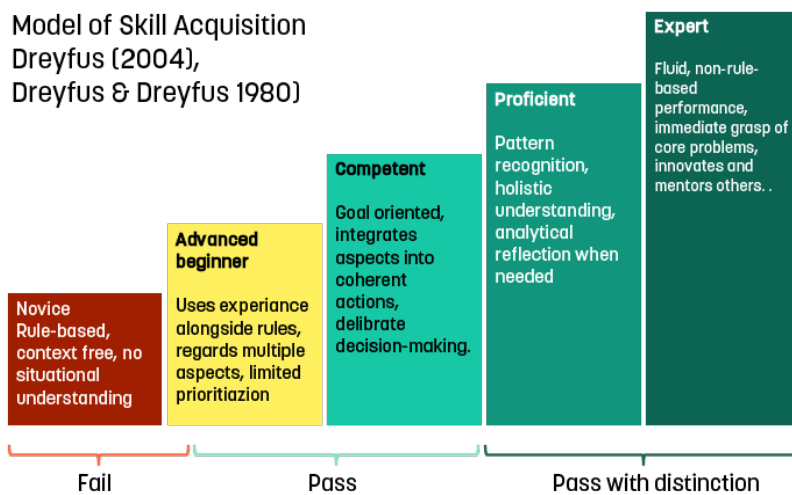 Model of Skill Acquisition
Dreyfus (2004),
Dreyfus & Dreyfus 1980)
Novice
Rule-based,
context free, no
situational
understanding
Advanced
beginner
Uses experiance
alongside rules,
regards multiple
aspects, limited
prioritiazion
Competent
Goal oriented,
integrates
aspects into
coherent
actions,
delibrate
decision-making.
Proficient
Pattern
recognition,
holistic
understanding,
analytical
reflection when
needed
Expert
Fluid, non-rule-
based
performance,
immediate grasp of
core problems,
innovates and
mentors others. .
Fail
Pass
Pass with distinction